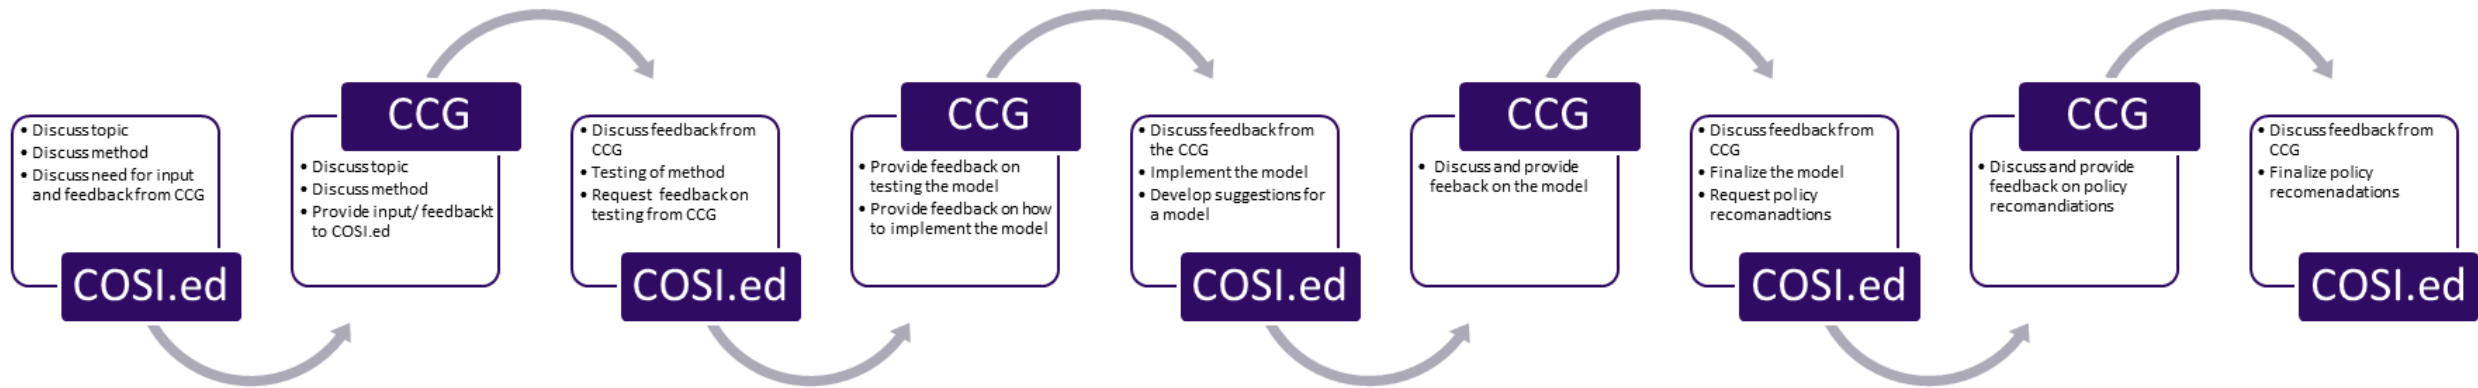 • Discuss topic
• Discuss method
• Discuss need for input
and feedback from CCG
COSI.ed
CCG
• Discuss topic
• Discuss method
• Provide input/ feedbackt
to COSI.ed
• Discuss feedback from
CCG
• Testing of method
• Request feedback on
testing from CCG
COSI.ed
CCG
• Provide feedback on
testing the model
• Provide feedback on how
to implement the model
• Discuss feedback from
the CCG
• Implement the model
• Develop suggestions for
a model
COSI.ed
CCG
• Discuss and provide
feeback on the model
• Discuss feedback from
CCG
• Finalize the model
• Request policy
recomanadtions
COSI.ed
CCG
• Discuss and provide
feedback on policy
recomandiations
• Discuss feedback from
CCG
• Finalize policy
recomenadations
COSI.ed